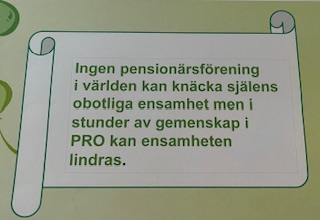 Ingen pensionärsförening
i världen kan knäcka själens
obotliga ensamhet men i
stunder av gemenskap i
PRO kan ensamheten
lindras.